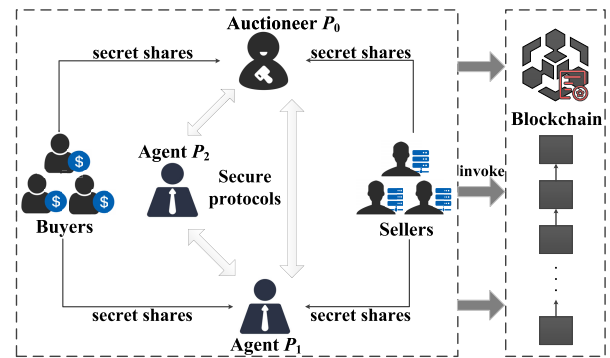 Auctioneer P0
secret shares
secret shares
Blockchain
Agent P2
Secure
protocols
invoke
Buyers
Sellers
secret shares
secret shares
Agent P1